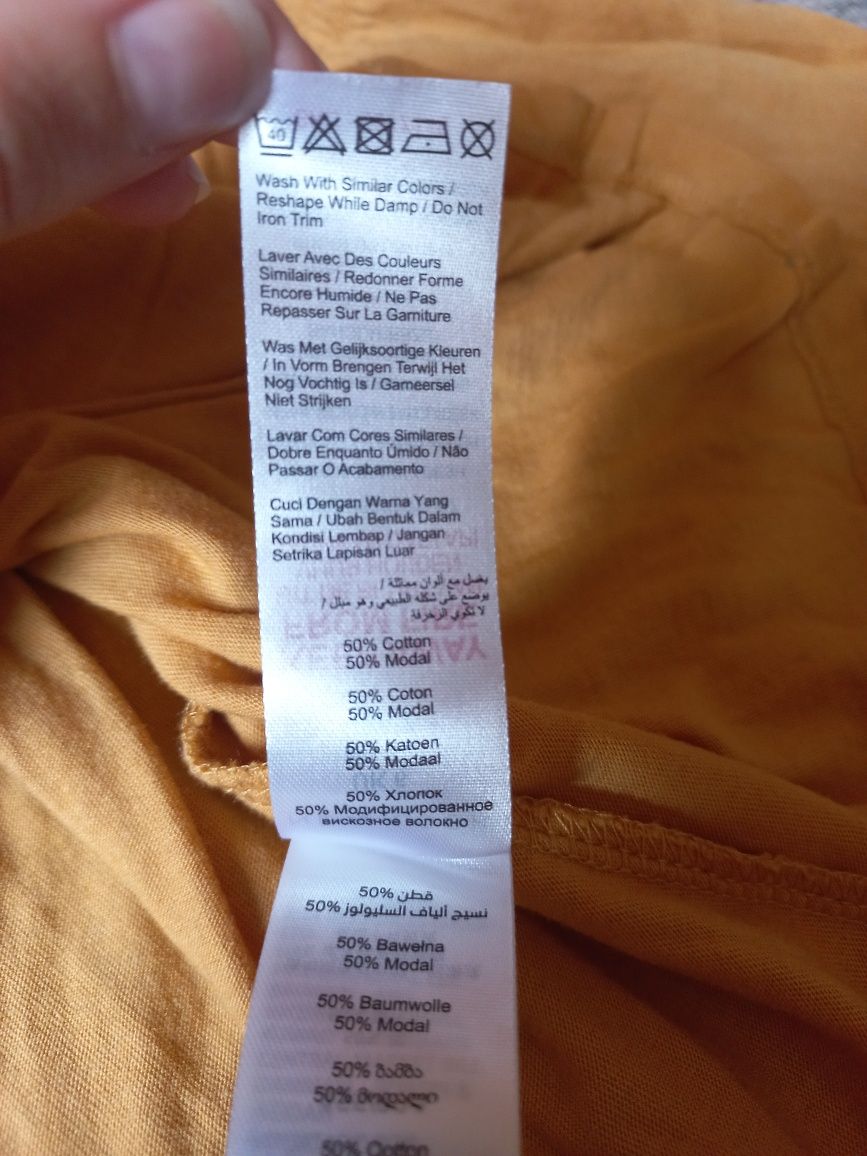 40
Wash With Similar Colors /
Reshape While Damp / Do Not
Iron Trim
Laver Avec Des Couleurs
Similaires / Redonner Forme
Encore Humide / Ne Pas
Repasser Sur La Garniture
Was Met Gelijksoortige Kleuren
/ In Vorm Brengen Terwijl Het
Nog Vochtig Is / Garneersel
Niet Strijken
Lavar Com Cores Similares /
Dobre Enquanto Úmido / Não
Passar O Acabamento
Cuci Dengan Warna Yang
Sama / Ubah Bentuk Dalam
Kondisi Lembap / Jangan
Setrika Lapisan Luar
يغسل مع ألوان مماثلة /
يوضع على شكله الطبيعي وهو مبلل /
لا تكوي الزخرفة
50% Cotton
50% Modal
50% Coton
50% Modal
50% Katoen
50% Modaal
50% Хлопок
50% Модифицированное
вискозное волокно
50% قطن
50% نسيج ألياف السليولوز
50% Bawełna
50% Modal
50% Baumwolle
50% Modal
50% ბამბა
50% მოდალი
50% Cotton